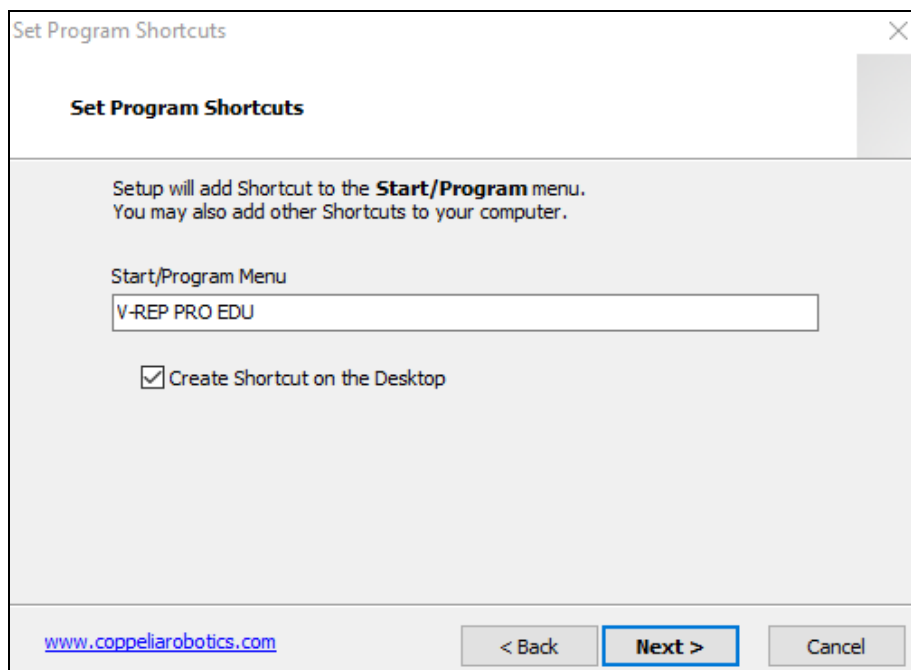 Set Program Shortcuts
Set Program Shortcuts
Setup will add Shortcut to the Start/Program menu.
You may also add other Shortcuts to your computer.
Start/Program Menu
V-REP PRO EDU
Create Shortcut on the Desktop
www.coppeliarobotics.com
< Back
Next >
Cancel